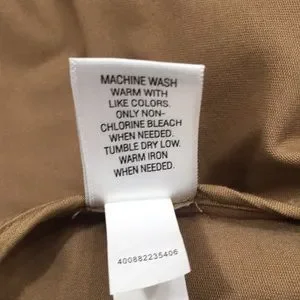 MACHINE WASH
WARM WITH
LIKE COLORS.
ONLY NON-
CHLORINE BLEACH
WHEN NEEDED.
TUMBLE DRY LOW.
WARM IRON
WHEN NEEDED.
400882235406